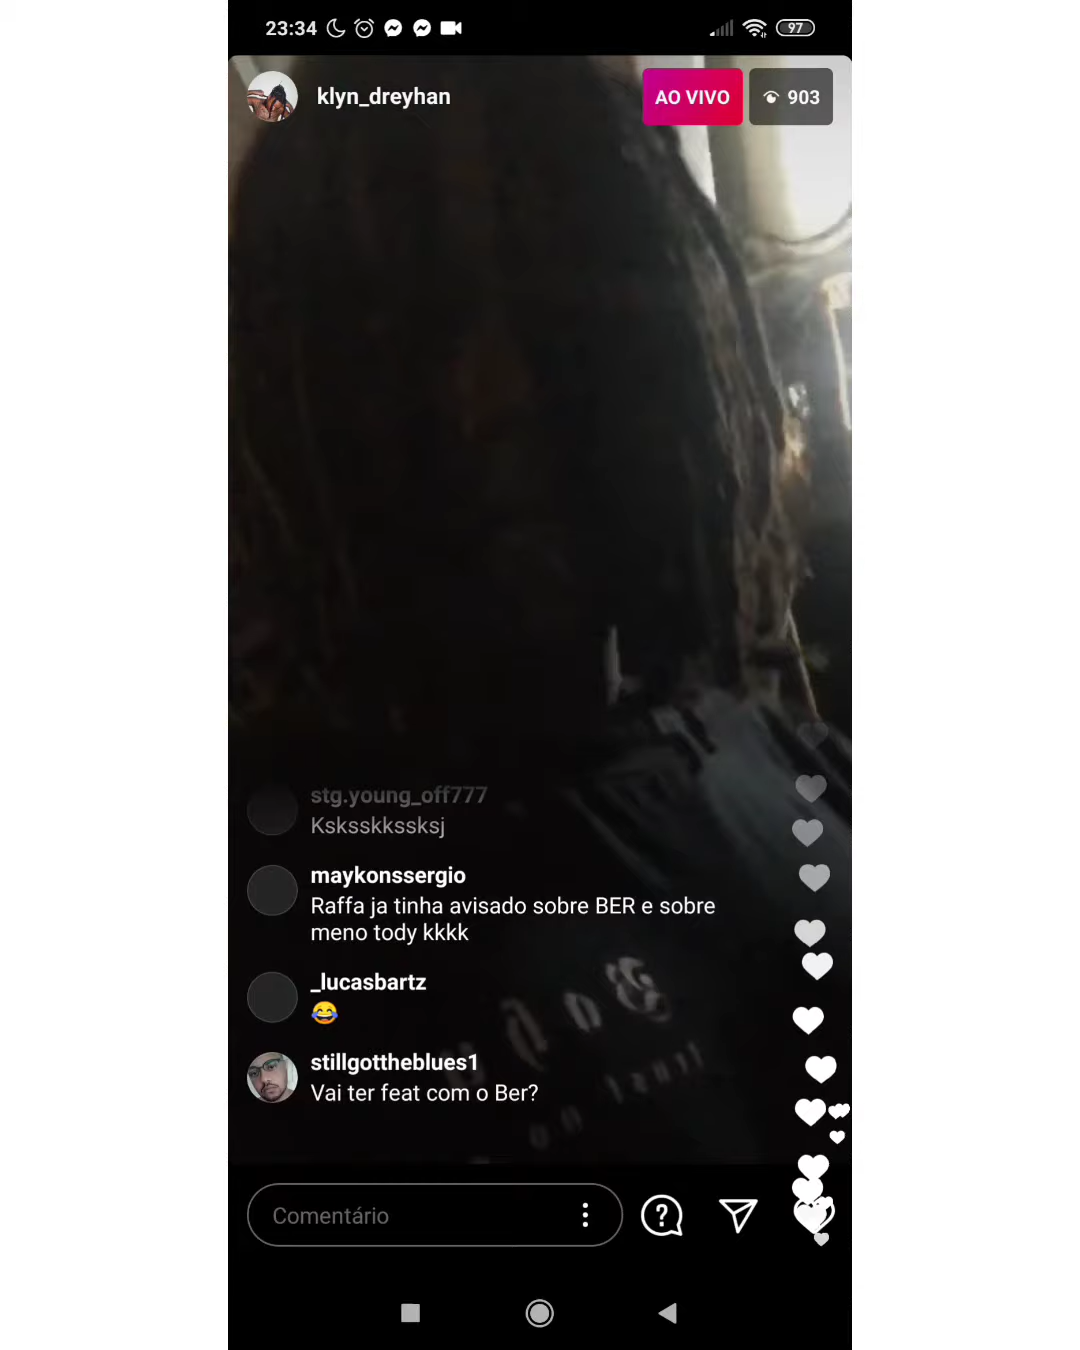 23:34
97
klyn_dreyhan
AO VIVO
903
stg.young_off777
Ksksskkssksj
maykonssergio
Raffa ja tinha avisado sobre BER e sobre
meno tody kkkk
_lucasbartz
😂
stillgottheblues1
Vai ter feat com o Ber?
Comentário